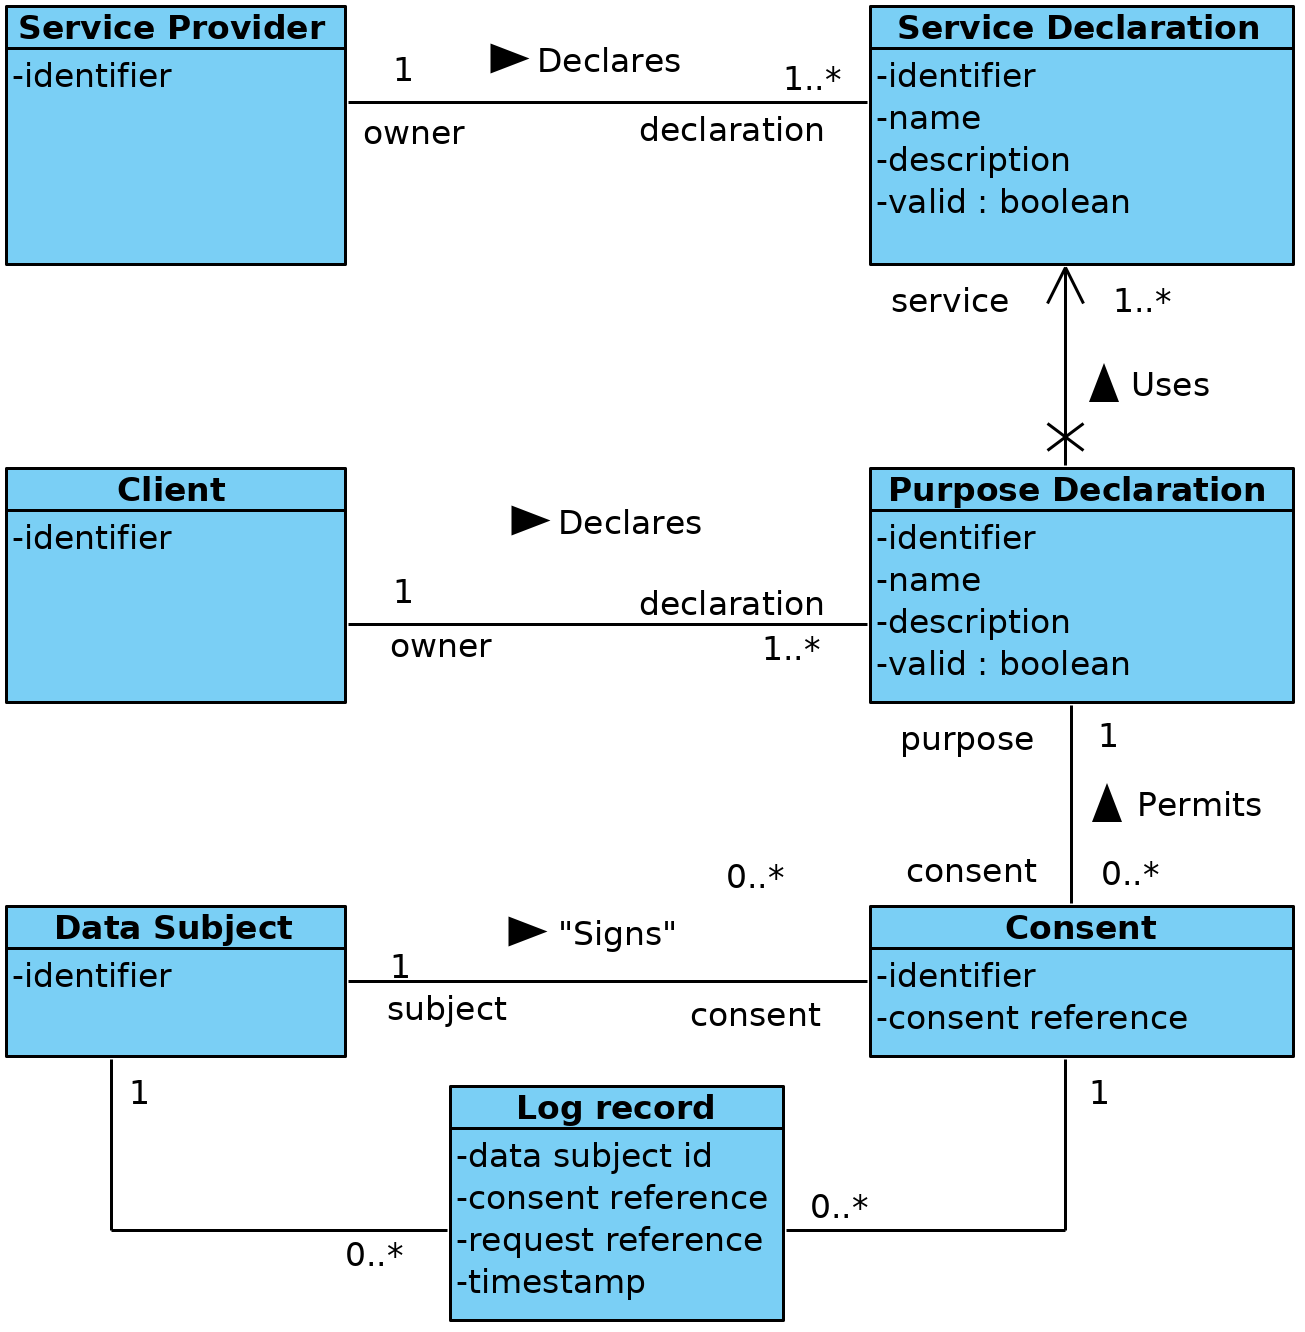 Service Provider
-identifier
1
Declares
1..*
owner
declaration
Service Declaration
-identifier
-name
-description
-valid : boolean
service
1..*
Uses
Client
-identifier
Declares
1
declaration
owner
1..*
Purpose Declaration
-identifier
-name
-description
-valid : boolean
purpose
1
Permits
consent
0..*
0..*
Data Subject
-identifier
"Signs"
1
subject
consent
Consent
-identifier
-consent reference
1
1
Log record
-data subject id
-consent reference
-request reference
-timestamp
0..*
0..*